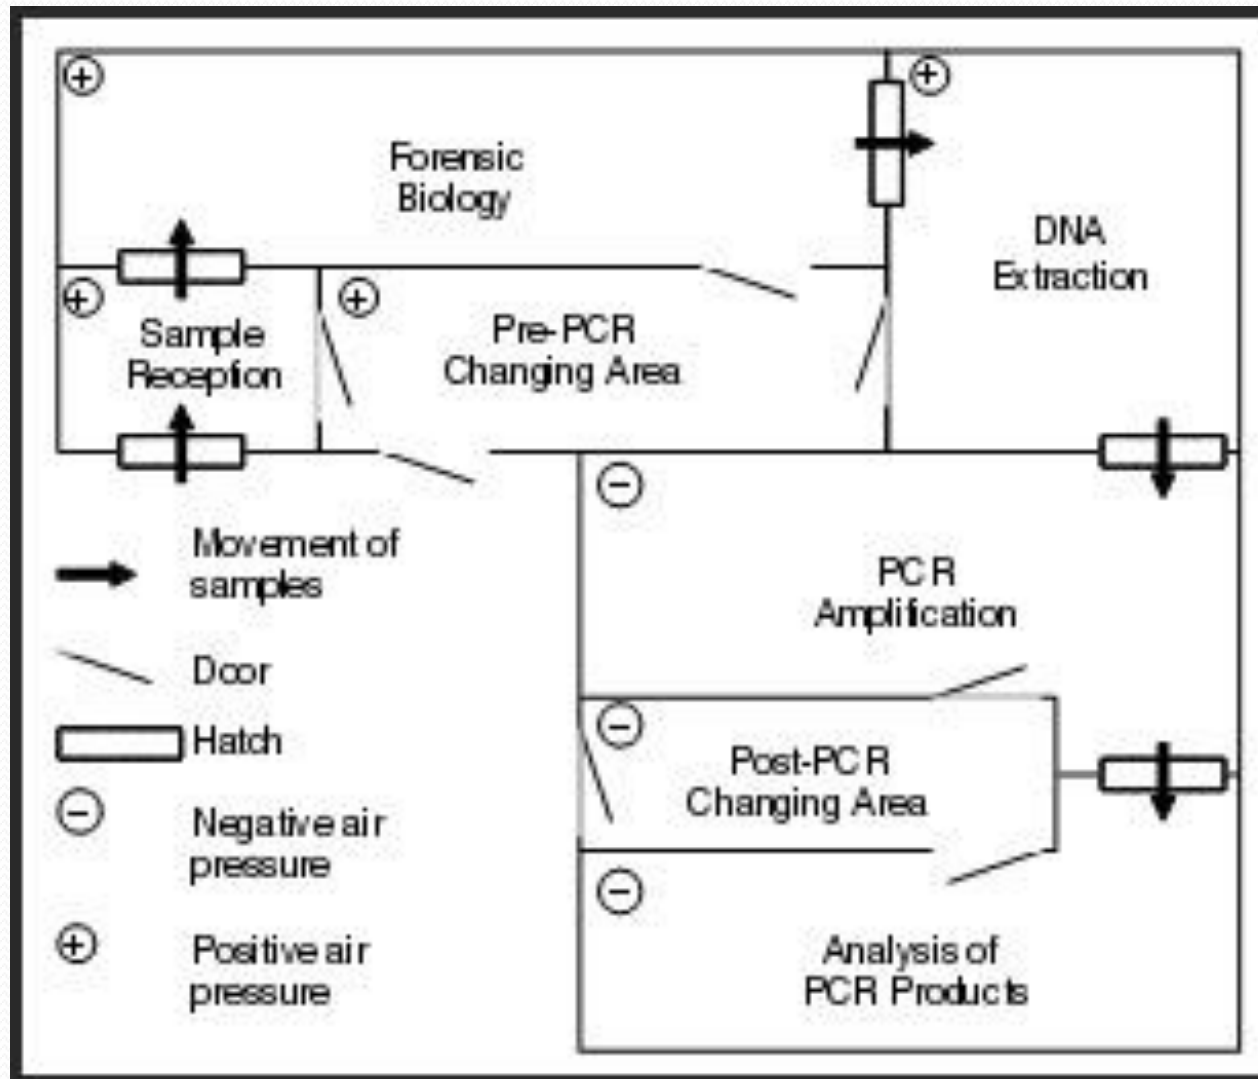 Forensic
Biology
DNA
Extraction
Sample
Reception
Pre-PCR
Changing Area
Movement of
samples
PCR
Amplification
Door
Hatch
Post-PCR
Changing Area
Negative air
pressure
Positive air
pressure
Analysis of
PCR Products